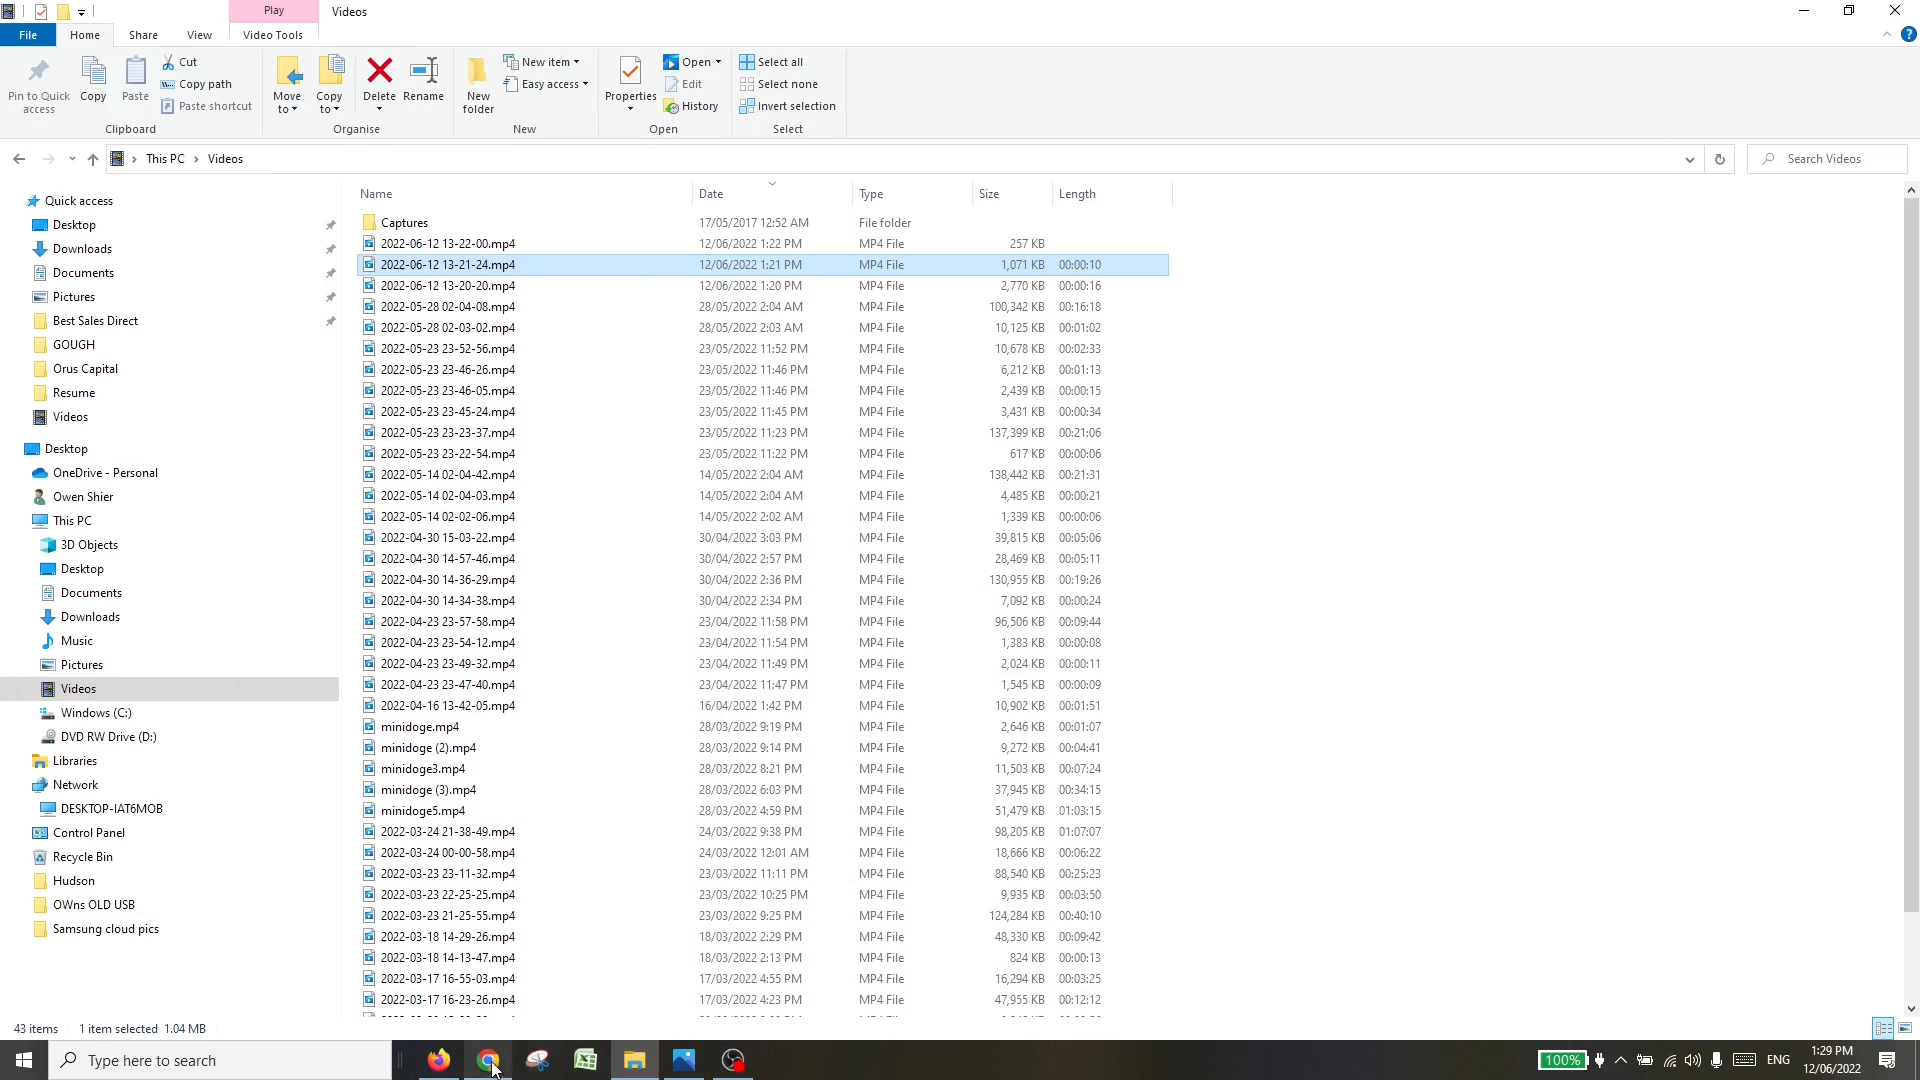 Play Videos
File Home Share View Video Tools
Pin to Quick access
Copy
Paste
Cut
Copy path
Paste shortcut
Clipboard
Move to
Copy to
Delete
Rename
Organise
New folder
New item
Easy access
New
Properties
Open
Edit
History
Open
Select all
Select none
Invert selection
Select
This PC > Videos
Search Videos
Quick access
Desktop
Downloads
Documents
Pictures
Best Sales Direct
GOUGH
Orus Capital
Resume
Videos
Desktop
OneDrive - Personal
Owen Shier
This PC
3D Objects
Desktop
Documents
Downloads
Music
Pictures
Videos
Windows (C:)
DVD RW Drive (D:)
Libraries
Network
DESKTOP-IAT6MOB
Control Panel
Recycle Bin
Hudson
OWns OLD USB
Samsung cloud pics
Name Date Type Size Length
Captures 17/05/2017 12:52 AM File folder
2022-06-12 13-22-00.mp4 12/06/2022 1:22 PM MP4 File 257 KB
2022-06-12 13-21-24.mp4 12/06/2022 1:21 PM MP4 File 1,071 KB 00:00:10
2022-06-12 13-20-20.mp4 12/06/2022 1:20 PM MP4 File 2,770 KB 00:00:16
2022-05-28 02-04-08.mp4 28/05/2022 2:04 AM MP4 File 100,342 KB 00:16:18
2022-05-28 02-03-02.mp4 28/05/2022 2:03 AM MP4 File 10,125 KB 00:01:02
2022-05-23 23-52-56.mp4 23/05/2022 11:52 PM MP4 File 10,678 KB 00:02:33
2022-05-23 23-46-26.mp4 23/05/2022 11:46 PM MP4 File 6,212 KB 00:01:13
2022-05-23 23-46-05.mp4 23/05/2022 11:46 PM MP4 File 2,439 KB 00:00:15
2022-05-23 23-45-24.mp4 23/05/2022 11:45 PM MP4 File 3,431 KB 00:00:34
2022-05-23 23-23-37.mp4 23/05/2022 11:23 PM MP4 File 137,399 KB 00:21:06
2022-05-23 23-22-54.mp4 23/05/2022 11:22 PM MP4 File 617 KB 00:00:06
2022-05-14 02-04-42.mp4 14/05/2022 2:04 AM MP4 File 138,442 KB 00:21:31
2022-05-14 02-04-03.mp4 14/05/2022 2:04 AM MP4 File 4,485 KB 00:00:21
2022-05-14 02-02-06.mp4 14/05/2022 2:02 AM MP4 File 1,339 KB 00:00:06
2022-04-30 15-03-22.mp4 30/04/2022 3:03 PM MP4 File 39,815 KB 00:05:06
2022-04-30 14-57-46.mp4 30/04/2022 2:57 PM MP4 File 28,469 KB 00:05:11
2022-04-30 14-36-29.mp4 30/04/2022 2:36 PM MP4 File 130,955 KB 00:19:26
2022-04-30 14-34-38.mp4 30/04/2022 2:34 PM MP4 File 7,092 KB 00:00:24
2022-04-23 23-57-58.mp4 23/04/2022 11:58 PM MP4 File 96,506 KB 00:09:44
2022-04-23 23-54-12.mp4 23/04/2022 11:54 PM MP4 File 1,383 KB 00:00:08
2022-04-23 23-49-32.mp4 23/04/2022 11:49 PM MP4 File 2,024 KB 00:00:11
2022-04-23 23-47-40.mp4 23/04/2022 11:47 PM MP4 File 1,545 KB 00:00:09
2022-04-16 13-42-05.mp4 16/04/2022 1:42 PM MP4 File 10,902 KB 00:01:51
minidoge.mp4 28/03/2022 9:19 PM MP4 File 2,646 KB 00:01:07
minidoge (2).mp4 28/03/2022 9:14 PM MP4 File 9,272 KB 00:04:41
minidoge3.mp4 28/03/2022 8:21 PM MP4 File 11,503 KB 00:07:24
minidoge (3).mp4 28/03/2022 6:03 PM MP4 File 37,945 KB 00:34:15
minidoge5.mp4 28/03/2022 4:59 PM MP4 File 51,479 KB 01:03:15
2022-03-24 21-38-49.mp4 24/03/2022 9:38 PM MP4 File 98,205 KB 01:07:07
2022-03-24 00-00-58.mp4 24/03/2022 12:01 AM MP4 File 18,666 KB 00:06:22
2022-03-23 23-11-32.mp4 23/03/2022 11:11 PM MP4 File 88,540 KB 00:25:23
2022-03-23 22-25-25.mp4 23/03/2022 10:25 PM MP4 File 9,935 KB 00:03:50
2022-03-23 21-25-55.mp4 23/03/2022 9:25 PM MP4 File 124,284 KB 00:40:10
2022-03-18 14-29-26.mp4 18/03/2022 2:29 PM MP4 File 48,330 KB 00:09:42
2022-03-18 14-13-47.mp4 18/03/2022 2:13 PM MP4 File 824 KB 00:00:13
2022-03-17 16-55-03.mp4 17/03/2022 4:55 PM MP4 File 16,294 KB 00:03:25
2022-03-17 16-23-26.mp4 17/03/2022 4:23 PM MP4 File 47,955 KB 00:12:12
43 items 1 item selected 1.04 MB
Type here to search
100% ENG
1:29 PM
12/06/2022